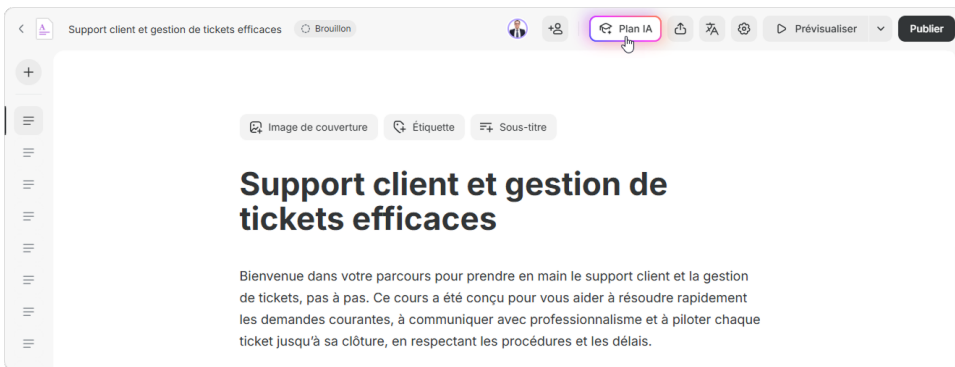 Support client et gestion de tickets efficaces Brouillon Plan IA Prévisualiser Publier
Image de couverture Étiquette Sous-titre
Support client et gestion de
tickets efficaces
Bienvenue dans votre parcours pour prendre en main le support client et la gestion
de tickets, pas à pas. Ce cours a été conçu pour vous aider à résoudre rapidement
les demandes courantes, à communiquer avec professionnalisme et à piloter chaque
ticket jusqu’à sa clôture, en respectant les procédures et les délais.